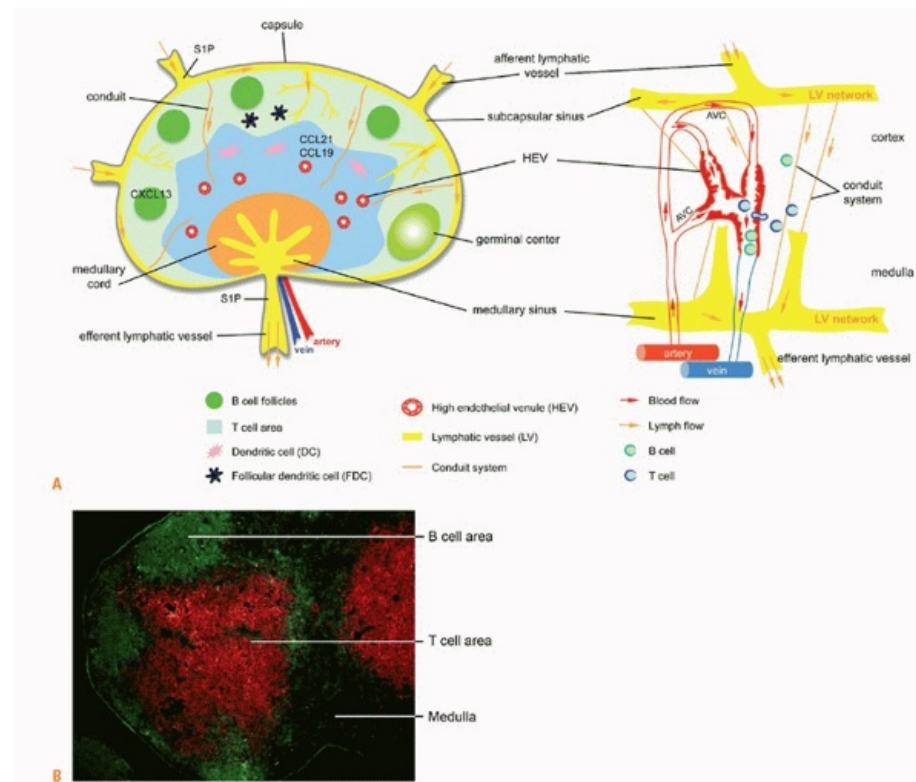 capsule
S1P
conduit
CCL21
CCL19
CXCL13
medullary
cord
S1P
efferent lymphatic vessel
vein
artery
afferent lymphatic
vessel
subcapsular sinus
HEV
germinal center
medullary sinus
LV network
AVC
cortex
conduit
system
AVC
medulla
LV network
artery
vein
efferent lymphatic vessel
B cell follicles
T cell area
Dendritic cell (DC)
Follicular dendritic cell (FDC)
High endothelial venule (HEV)
Lymphatic vessel (LV)
Conduit system
Blood flow
Lymph flow
B cell
T cell
A
B cell area
T cell area
Medulla
B